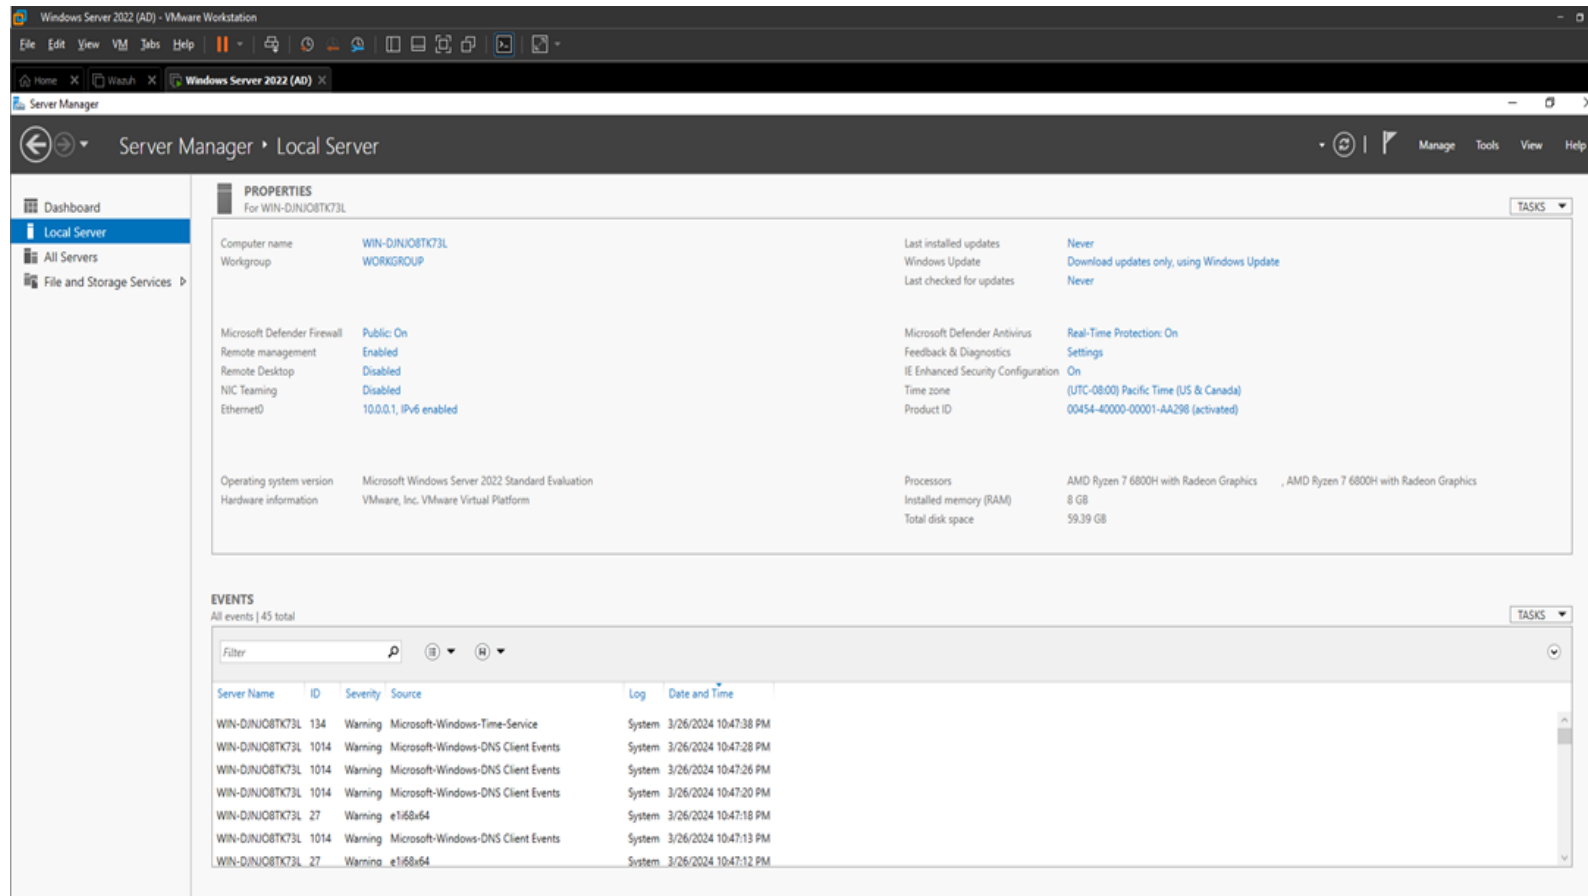 Windows Server 2022 (AD) - VMware Workstation
File Edit View VM Tabs Help
Home X Wazuh X Windows Server 2022 (AD) X
Server Manager
Server Manager ‣ Local Server
Manage Tools View Help
Dashboard
Local Server
All Servers
File and Storage Services
PROPERTIES
For WIN-DJNJO8TK73L
TASKS
Computer name WIN-DJNJO8TK73L
Workgroup WORKGROUP
Last installed updates Never
Windows Update Download updates only, using Windows Update
Last checked for updates Never
Microsoft Defender Firewall Public: On
Remote management Enabled
Remote Desktop Disabled
NIC Teaming Disabled
Ethernet0 10.0.0.1, IPv6 enabled
Microsoft Defender Antivirus Real-Time Protection: On
Feedback & Diagnostics Settings
IE Enhanced Security Configuration On
Time zone (UTC-08:00) Pacific Time (US & Canada)
Product ID 00454-40000-00001-AA298 (activated)
Operating system version Microsoft Windows Server 2022 Standard Evaluation
Hardware information VMware, Inc. VMware Virtual Platform
Processors AMD Ryzen 7 6800H with Radeon Graphics , AMD Ryzen 7 6800H with Radeon Graphics
Installed memory (RAM) 8 GB
Total disk space 59.39 GB
EVENTS
All events | 45 total
TASKS
Filter
Server Name ID Severity Source Log Date and Time
WIN-DJNJO8TK73L 134 Warning Microsoft-Windows-Time-Service System 3/26/2024 10:47:38 PM
WIN-DJNJO8TK73L 1014 Warning Microsoft-Windows-DNS Client Events System 3/26/2024 10:47:28 PM
WIN-DJNJO8TK73L 1014 Warning Microsoft-Windows-DNS Client Events System 3/26/2024 10:47:26 PM
WIN-DJNJO8TK73L 1014 Warning Microsoft-Windows-DNS Client Events System 3/26/2024 10:47:20 PM
WIN-DJNJO8TK73L 27 Warning e1i68x64 System 3/26/2024 10:47:18 PM
WIN-DJNJO8TK73L 1014 Warning Microsoft-Windows-DNS Client Events System 3/26/2024 10:47:13 PM
WIN-DJNJO8TK73L 27 Warning e1i68x64 System 3/26/2024 10:47:12 PM